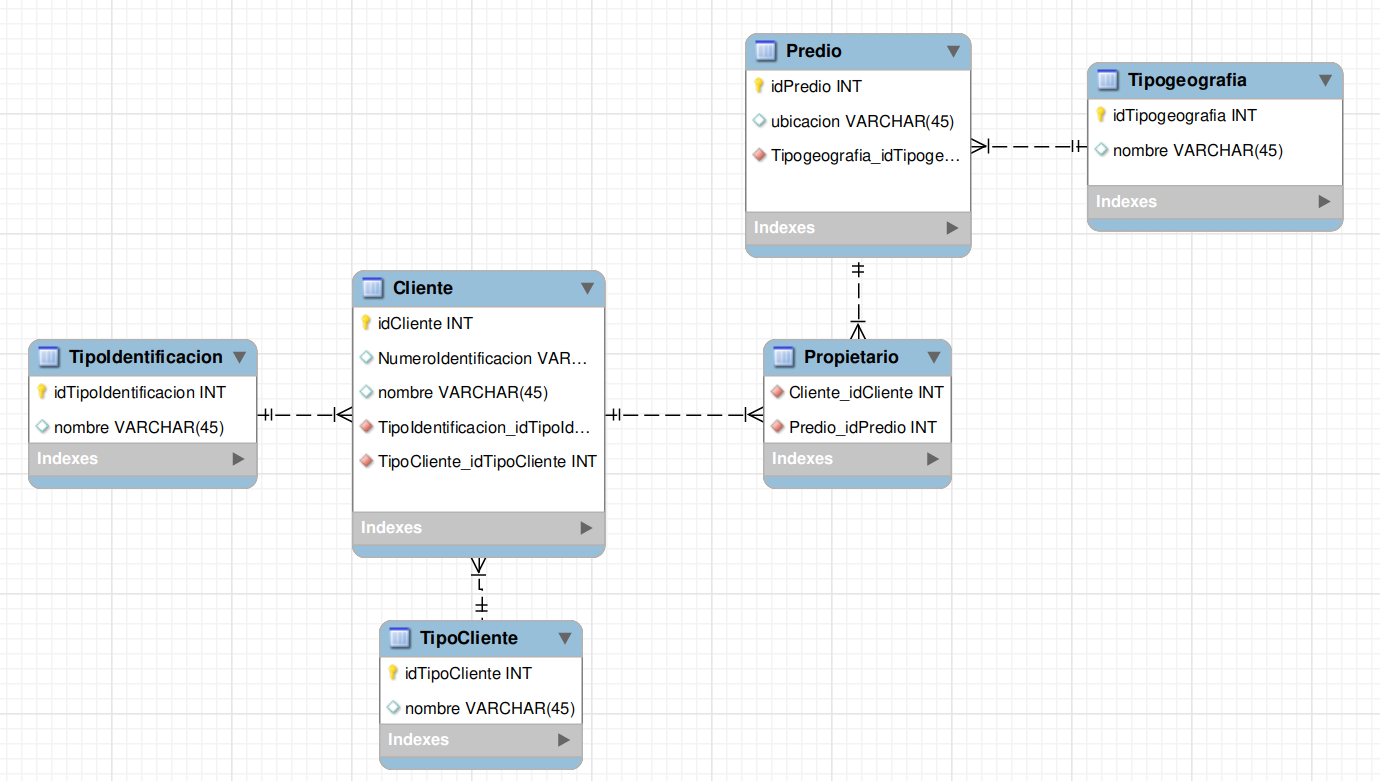 Predio
idPredio INT
ubicacion VARCHAR(45)
Tipogeografia_idTipoge...
Indexes
Tipogeografia
idTipogeografia INT
nombre VARCHAR(45)
Indexes
Cliente
idCliente INT
NumeroIdentificacion VAR...
nombre VARCHAR(45)
TipoIdentificacion_idTipoId...
TipoCliente_idTipoCliente INT
Indexes
TipoIdentificacion
idTipoIdentificacion INT
nombre VARCHAR(45)
Indexes
Propietario
Cliente_idCliente INT
Predio_idPredio INT
Indexes
TipoCliente
idTipoCliente INT
nombre VARCHAR(45)
Indexes